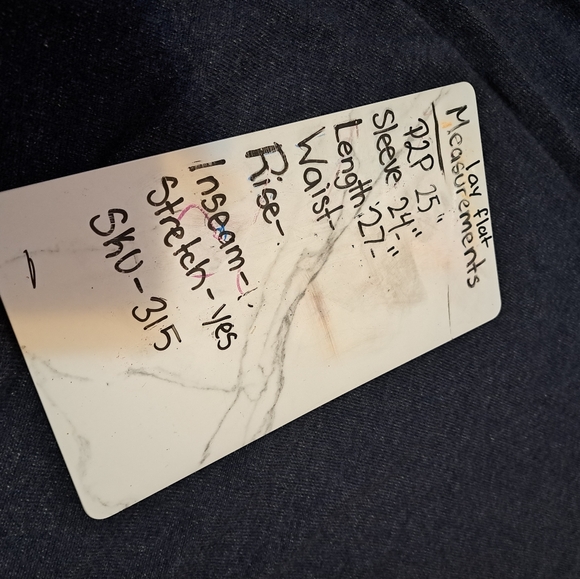 lay flat
Measurements
P2P 25"
Sleeve 24"
Length-27"
Waist-
Rise-
Inseam-
Stretch-yes
SKU-315